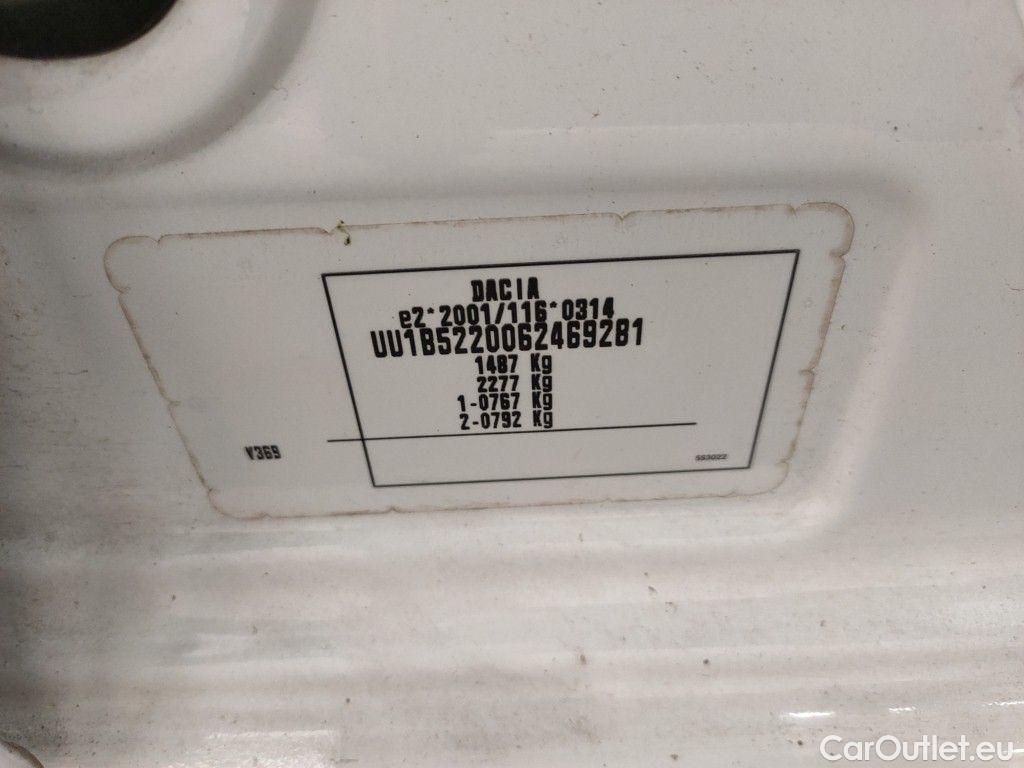 DACIA
e2*2001/116*0314
UU1B5220062469281
1487 Kg
2277 Kg
1-0767 Kg
2-0792 Kg
V369
553022
CarOutlet.eu